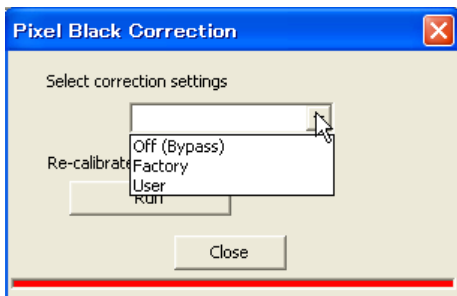 Pixel Black Correction
Select correction settings
Off (Bypass)
Re-calibrate
Factory
User
Run
Close